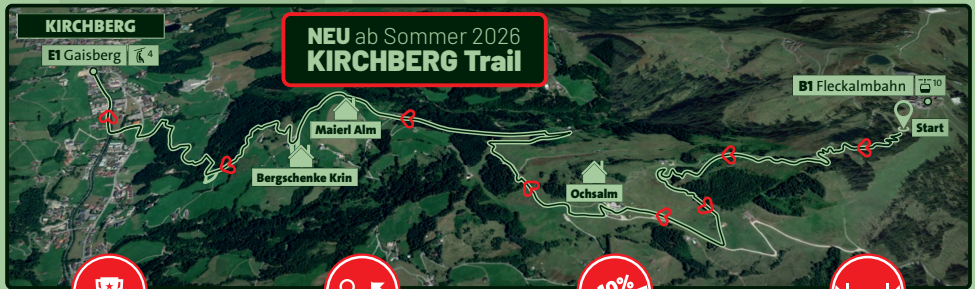 KIRCHBERG
E1 Gaisberg 4
NEU ab Sommer 2026
KIRCHBERG Trail
B1 Fleckalmbahn 10
Start
Maierl Alm
Bergschenke Krin
Ochsalm
10%